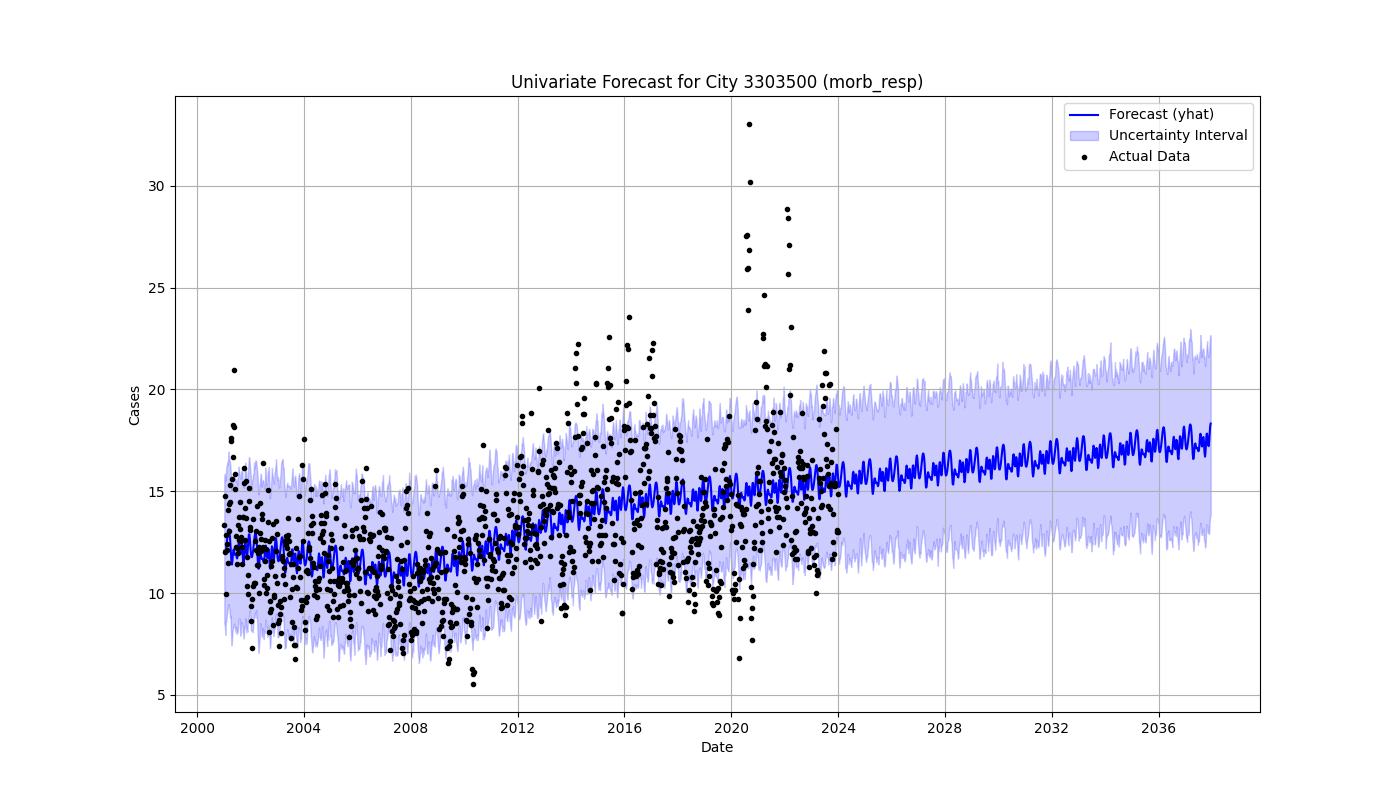 Univariate Forecast for City 3303500 (morb_resp)
Forecast (yhat)
Uncertainty Interval
Actual Data
Cases
30
25
20
15
10
5
2000 2004 2008 2012 2016 2020 2024 2028 2032 2036
Date